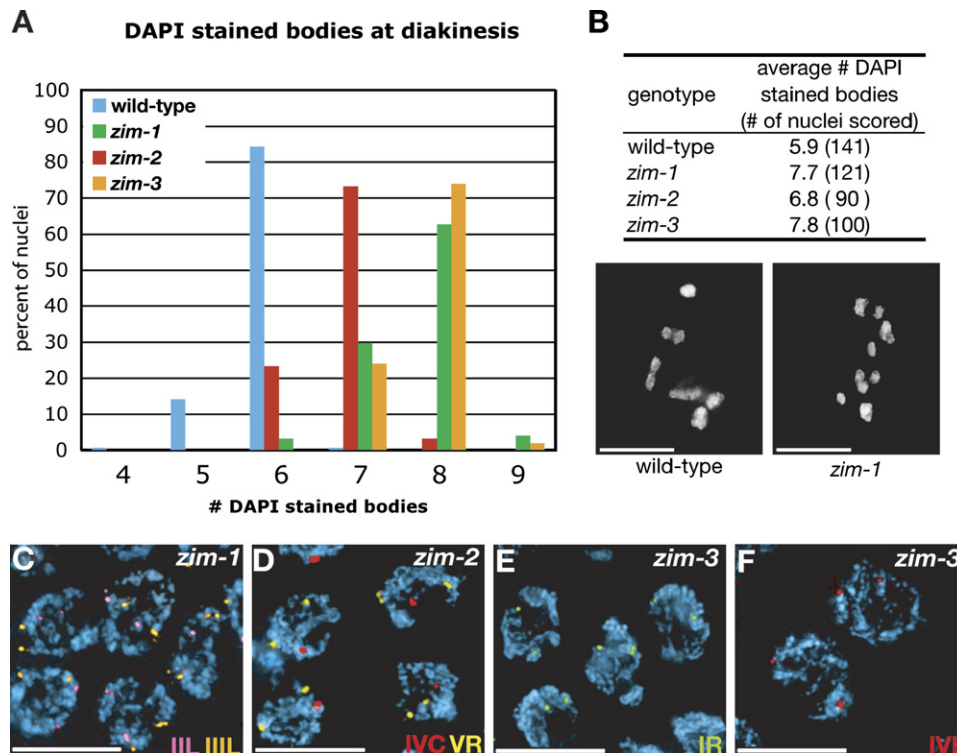 A
DAPI stained bodies at diakinesis
100
90
80
70
60
50
40
30
20
10
0
percent of nuclei
wild-type
zim-1
zim-2
zim-3
4 5 6 7 8 9
# DAPI stained bodies
B
genotype
average # DAPI
stained bodies
(# of nuclei scored)
wild-type 5.9 (141)
zim-1 7.7 (121)
zim-2 6.8 ( 90 )
zim-3 7.8 (100)
wild-type
zim-1
C zim-1
IIL IIIL
D zim-2
IVC VR
E zim-3
IR
F zim-3